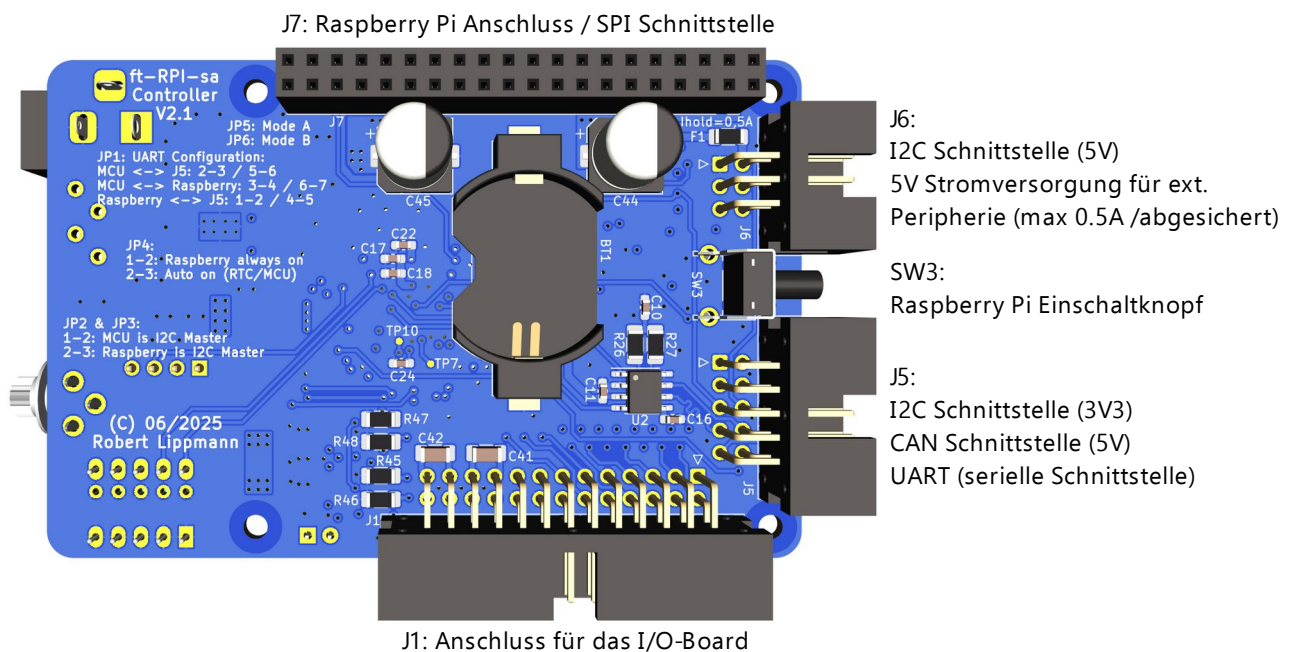 J7: Raspberry Pi Anschluss / SPI Schnittstelle
ft-RPI-sa
Controller
V2.1
JP5: Mode A
JP6: Mode B
J7
Ihold=0,5A
F1
JP1: UART Configuration:
MCU <-> J5: 2-3 / 5-6
MCU <-> Raspberry: 3-4 / 6-7
Raspberry <-> J5: 1-2 / 4-5
C45
C44
J6
JP4:
1-2: Raspberry always on
2-3: Auto on (RTC/MCU)
C22
C17
C18
BT1
SW3
JP2 & JP3:
1-2: MCU is I2C Master
2-3: Raspberry is I2C Master
TP10
TP7
C24
C10
R26
R27
C11
U2
C16
(C) 06/2025
Robert Lippmann
R47
R48
R45
R46
C42
C41
J5
J1
J6:
I2C Schnittstelle (5V)
5V Stromversorgung für ext.
Peripherie (max 0.5A /abgesichert)
SW3:
Raspberry Pi Einschaltknopf
J5:
I2C Schnittstelle (3V3)
CAN Schnittstelle (5V)
UART (serielle Schnittstelle)
J1: Anschluss für das I/O-Board